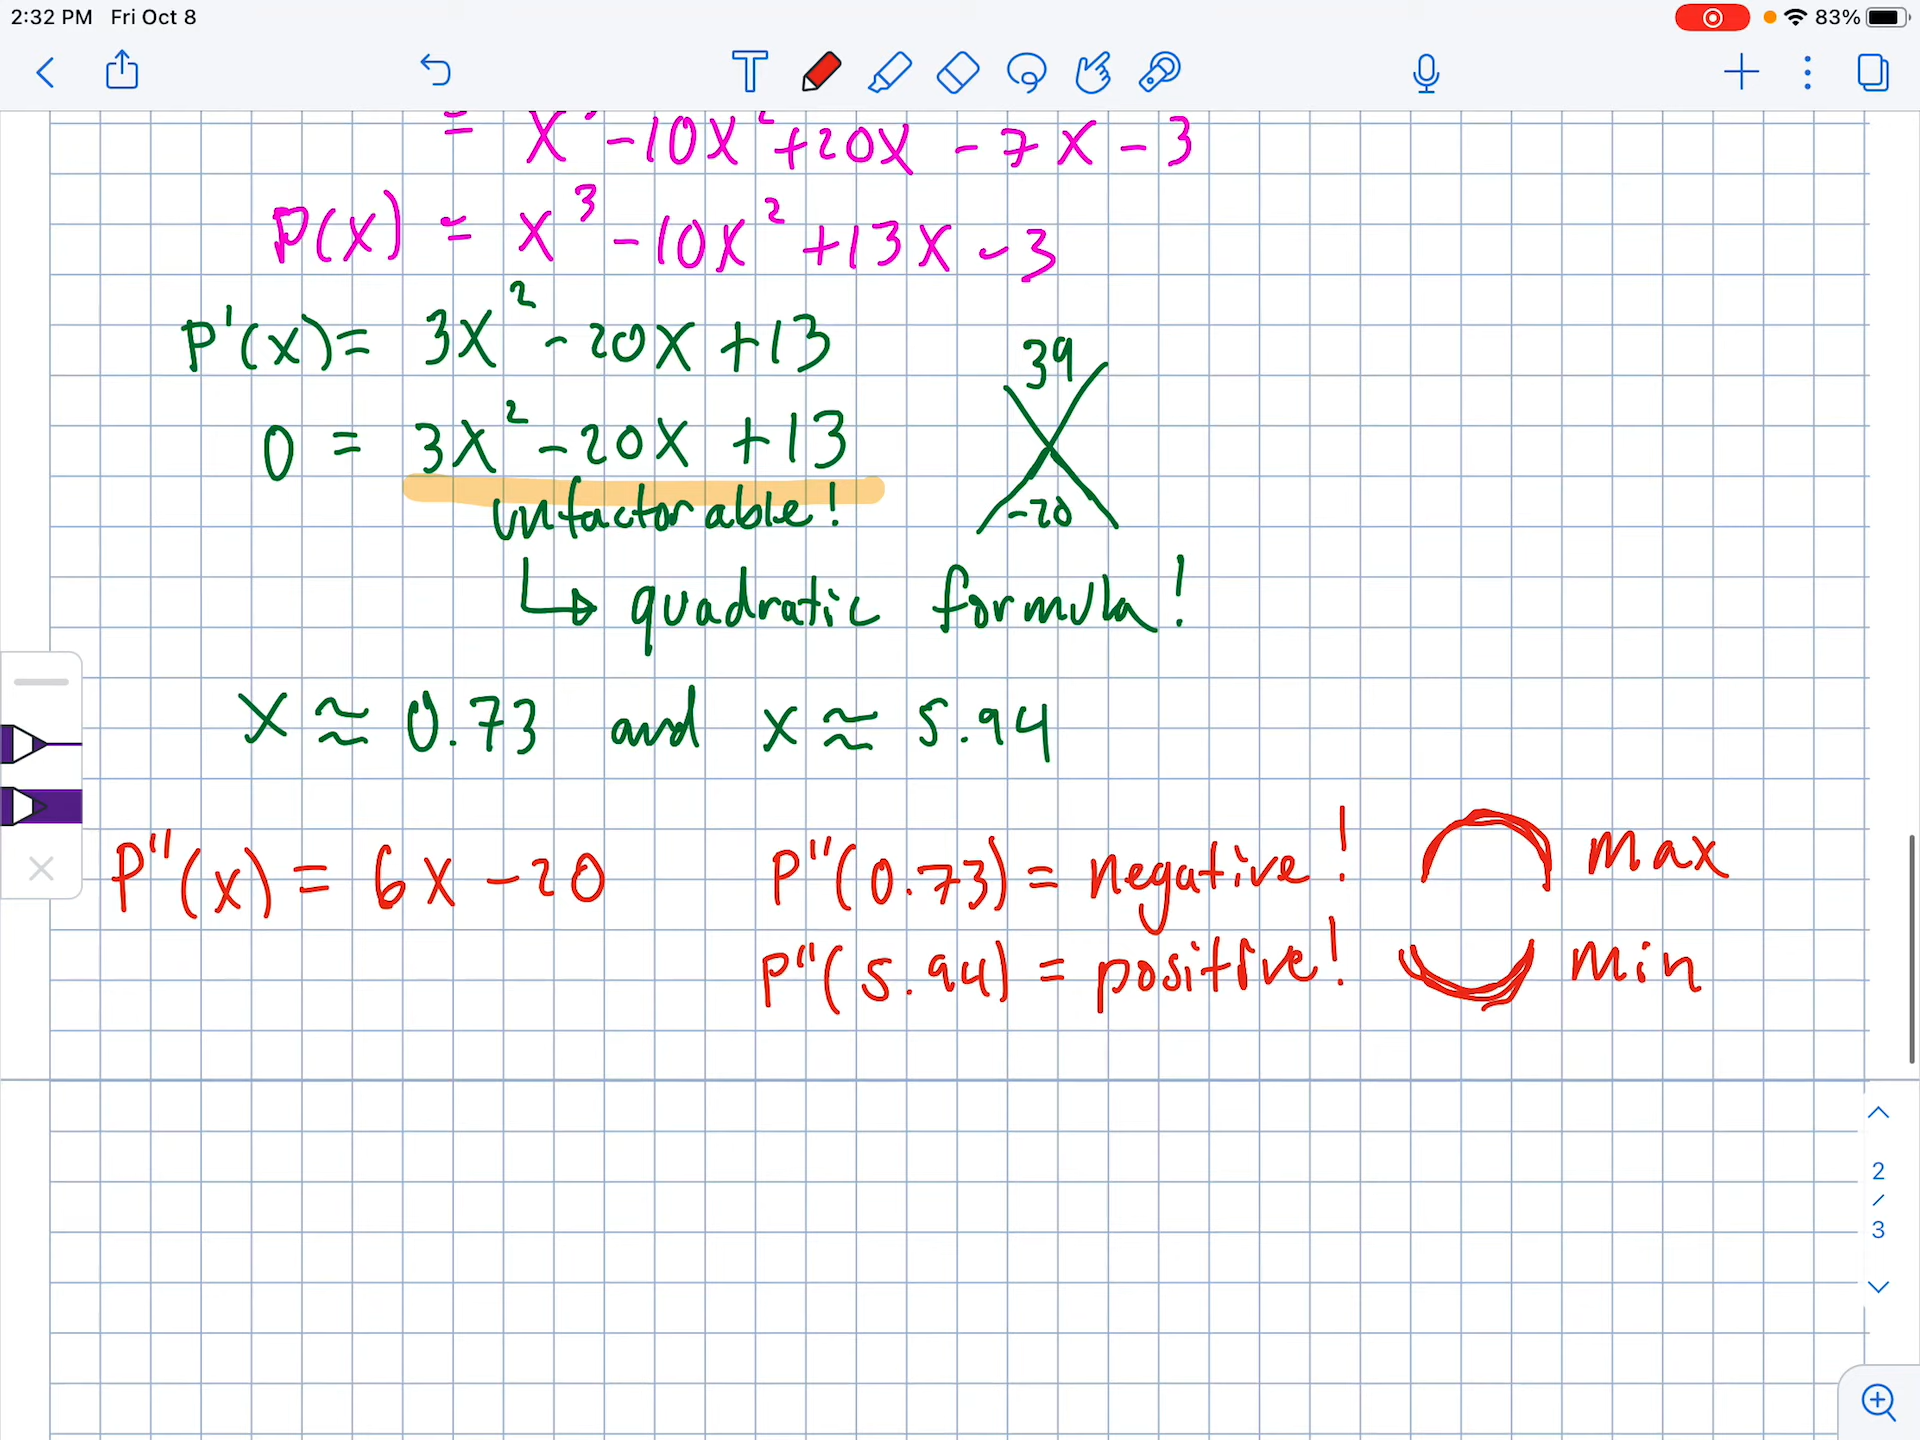 2:32 PM Fri Oct 8 83%
T
= x³ -10x² +20x - 7x - 3
P(x) = x³ -10x² +13x -3
P'(x)= 3x² -20x +13
39
0 = 3x² -20x +13
-20
unfactorable!
↳ quadratic formula!
x ≈ 0.73 and x ≈ 5.94
P"(x) = 6x -20 P"(0.73) = negative! max
P"(5.94) = positive! min
2
/
3